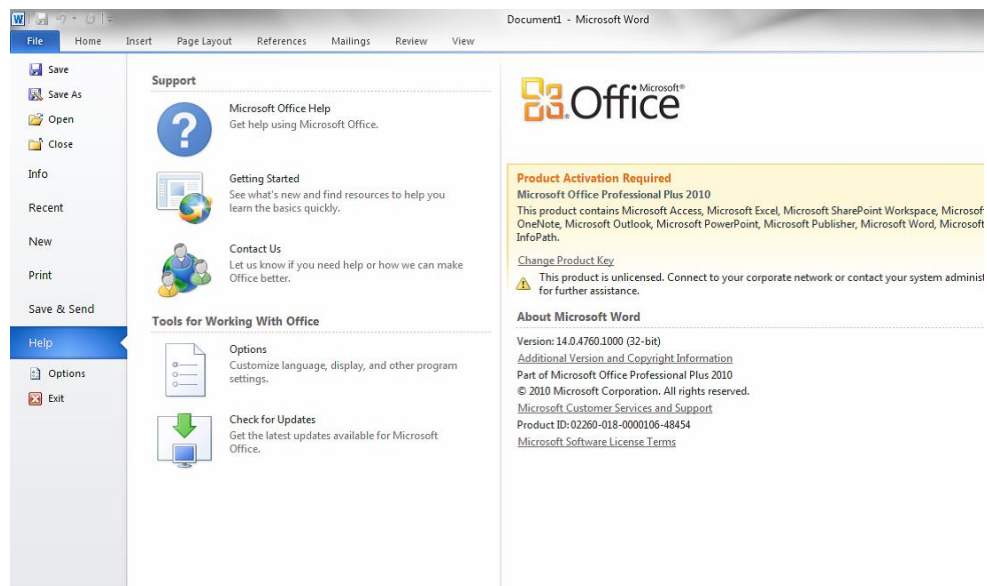 Document1 - Microsoft Word
File Home Insert Page Layout References Mailings Review View
Save
Save As
Open
Close
Info
Recent
New
Print
Save & Send
Help
Options
Exit
Support
Microsoft Office Help
Get help using Microsoft Office.
Getting Started
See what's new and find resources to help you
learn the basics quickly.
Contact Us
Let us know if you need help or how we can make
Office better.
Tools for Working With Office
Options
Customize language, display, and other program
settings.
Check for Updates
Get the latest updates available for Microsoft
Office.
Microsoft®
Office
Product Activation Required
Microsoft Office Professional Plus 2010
This product contains Microsoft Access, Microsoft Excel, Microsoft SharePoint Workspace, Microsof
OneNote, Microsoft Outlook, Microsoft PowerPoint, Microsoft Publisher, Microsoft Word, Microsoft
InfoPath.
Change Product Key
This product is unlicensed. Connect to your corporate network or contact your system administ
for further assistance.
About Microsoft Word
Version: 14.0.4760.1000 (32-bit)
Additional Version and Copyright Information
Part of Microsoft Office Professional Plus 2010
© 2010 Microsoft Corporation. All rights reserved.
Microsoft Customer Services and Support
Product ID: 02260-018-0000106-48454
Microsoft Software License Terms